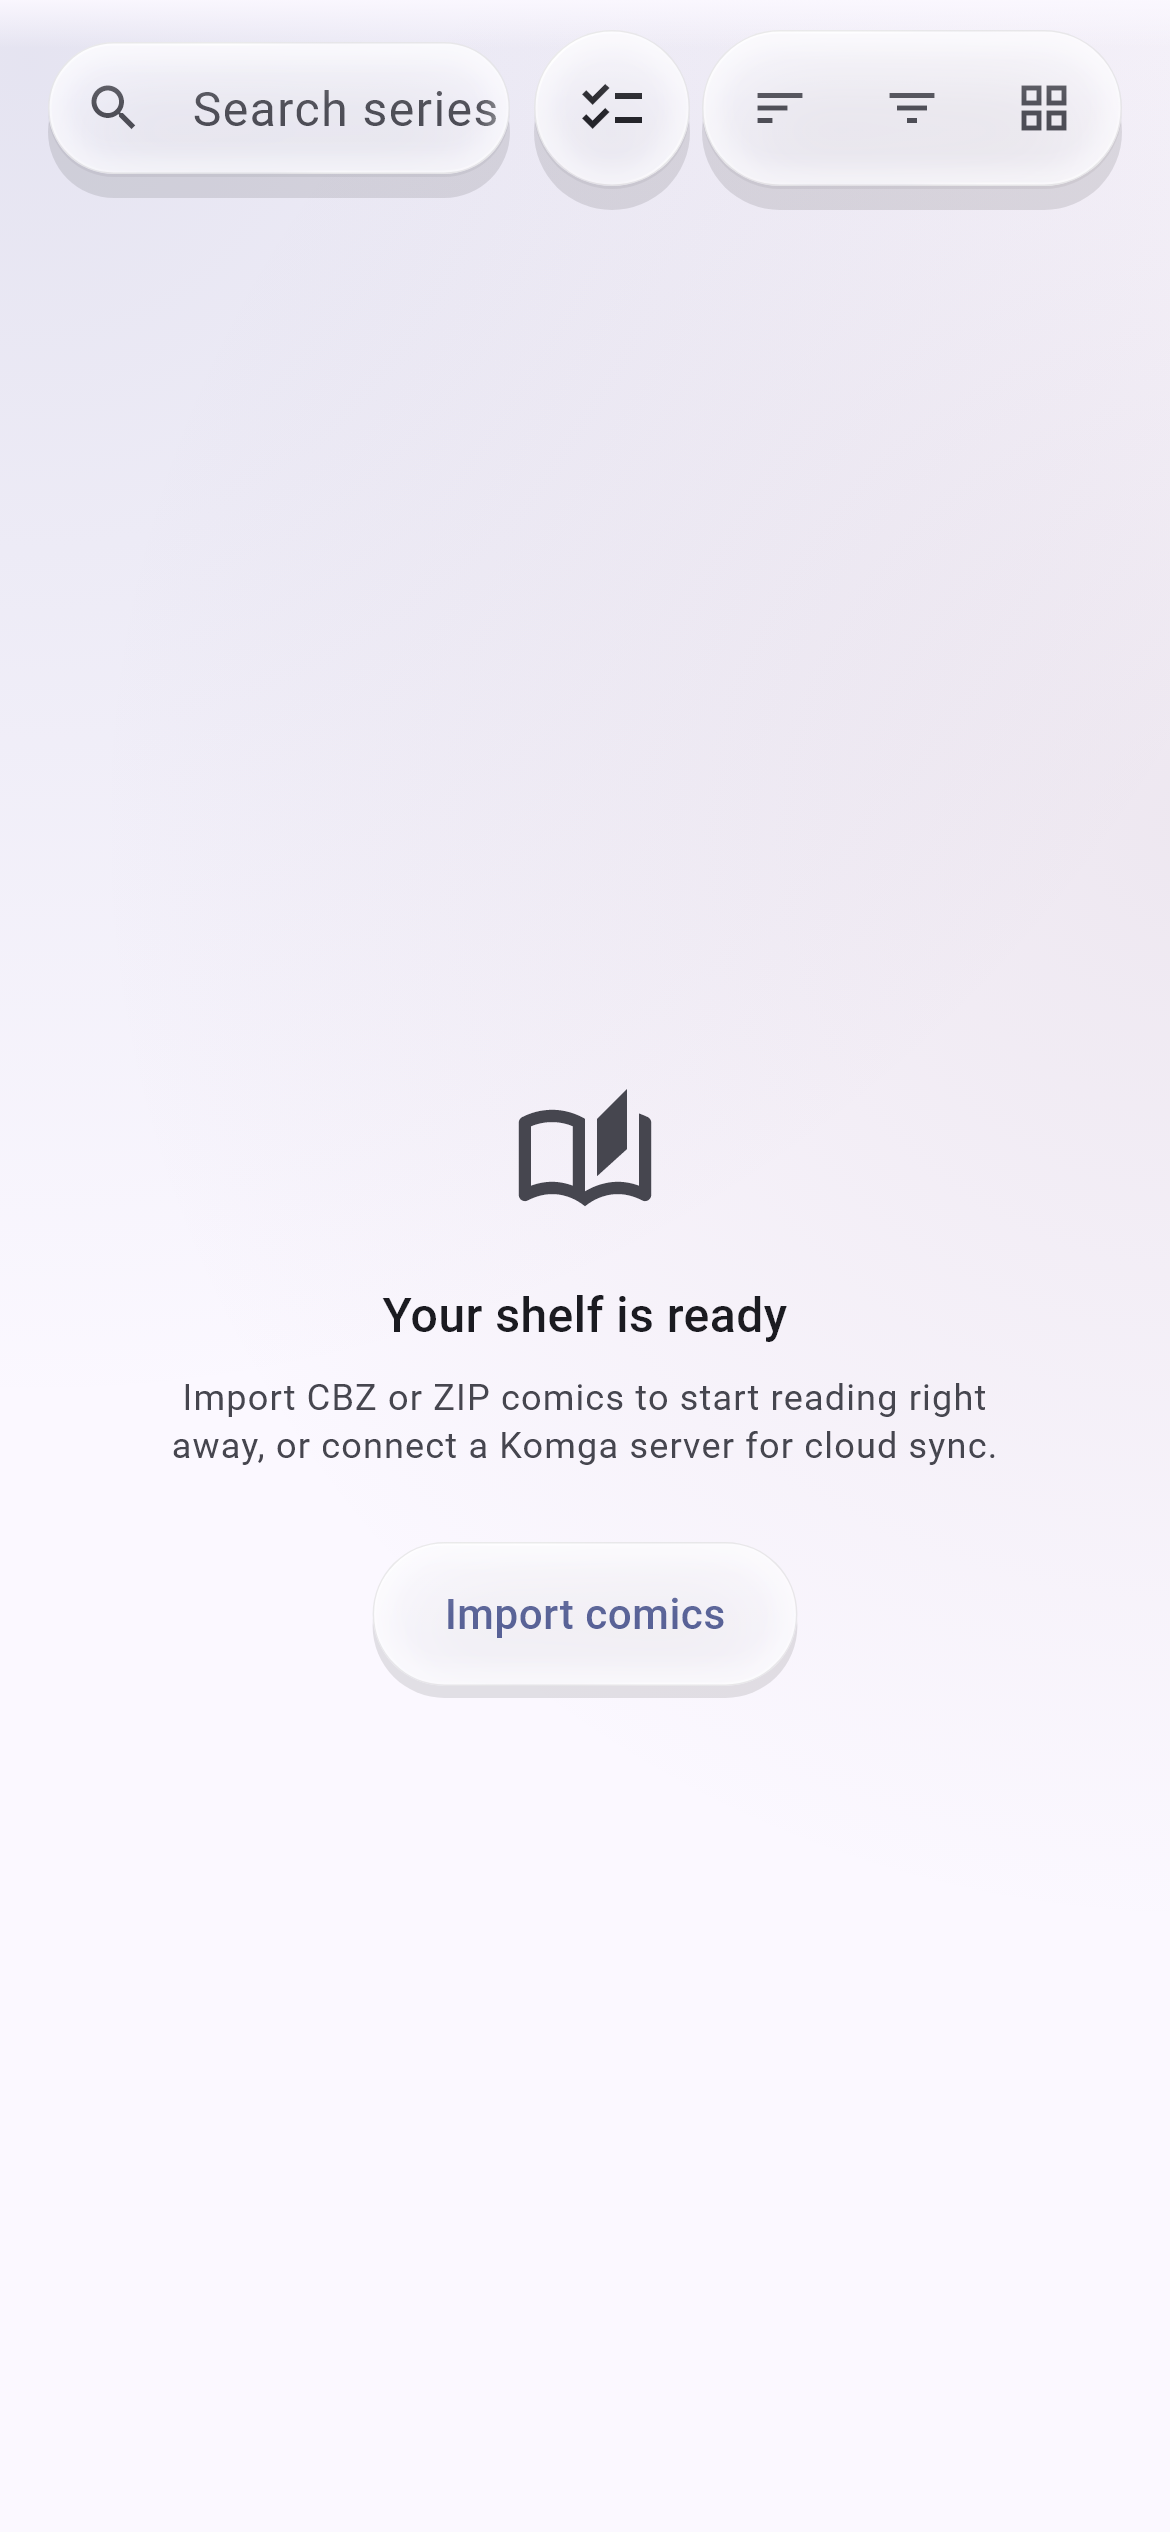 Search series
Your shelf is ready
Import CBZ or ZIP comics to start reading right
away, or connect a Komga server for cloud sync.
Import comics